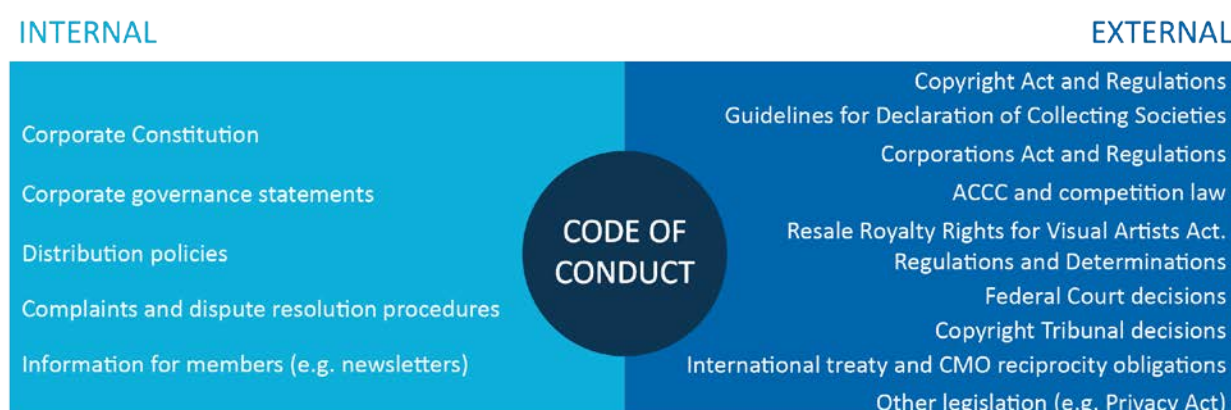 INTERNAL
EXTERNAL
Corporate Constitution
Corporate governance statements
Distribution policies
Complaints and dispute resolution procedures
Information for members (e.g. newsletters)
CODE OF
CONDUCT
Copyright Act and Regulations
Guidelines for Declaration of Collecting Societies
Corporations Act and Regulations
ACCC and competition law
Resale Royalty Rights for Visual Artists Act.
Regulations and Determinations
Federal Court decisions
Copyright Tribunal decisions
International treaty and CMO reciprocity obligations
Other legislation (e.g. Privacy Act)